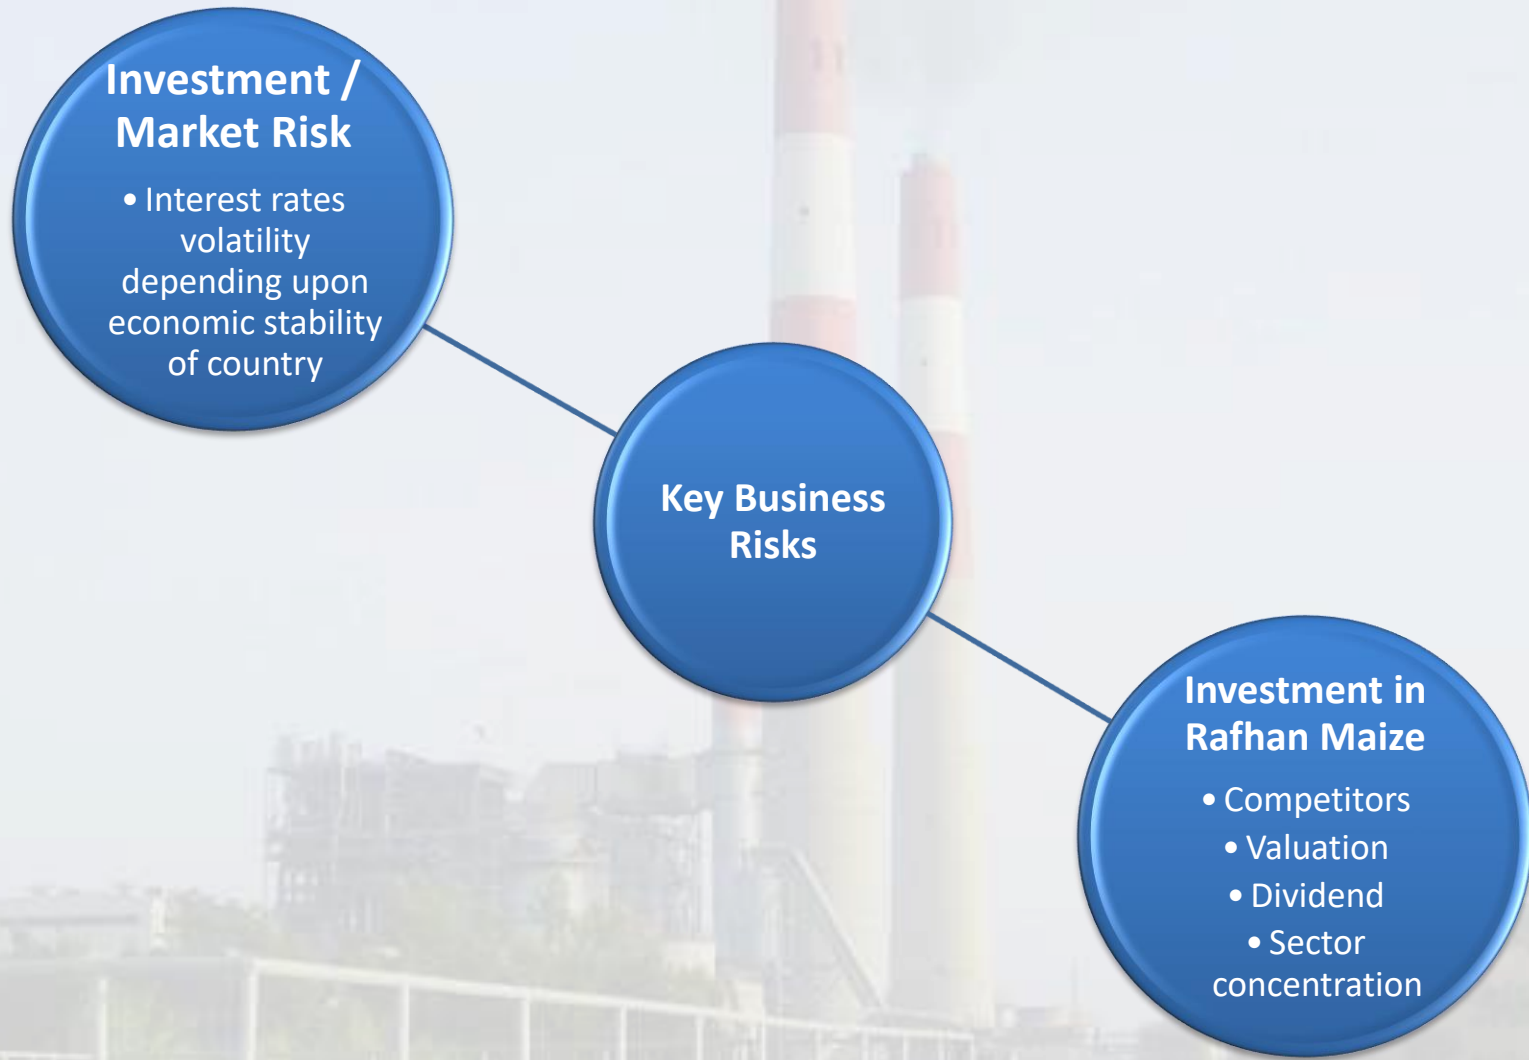 Investment /
Market Risk
• Interest rates
volatility
depending upon
economic stability
of country
Key Business
Risks
Investment in
Rafhan Maize
• Competitors
• Valuation
• Dividend
• Sector
concentration